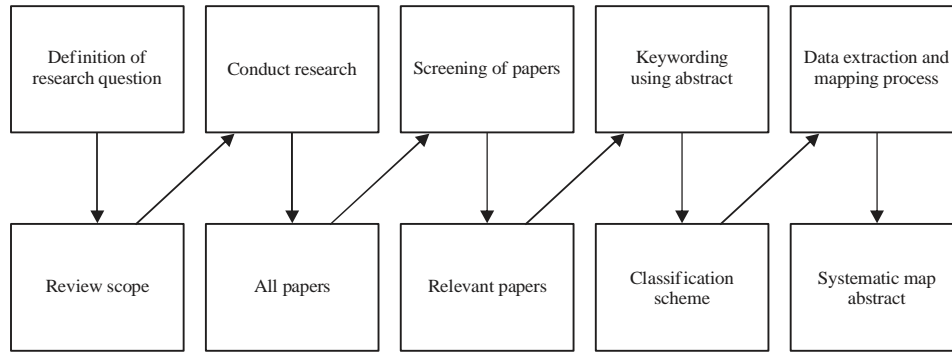 Definition of
research question
Conduct research
Screening of papers
Keywording
using abstract
Data extraction and
mapping process
Review scope
All papers
Relevant papers
Classification
scheme
Systematic map
abstract